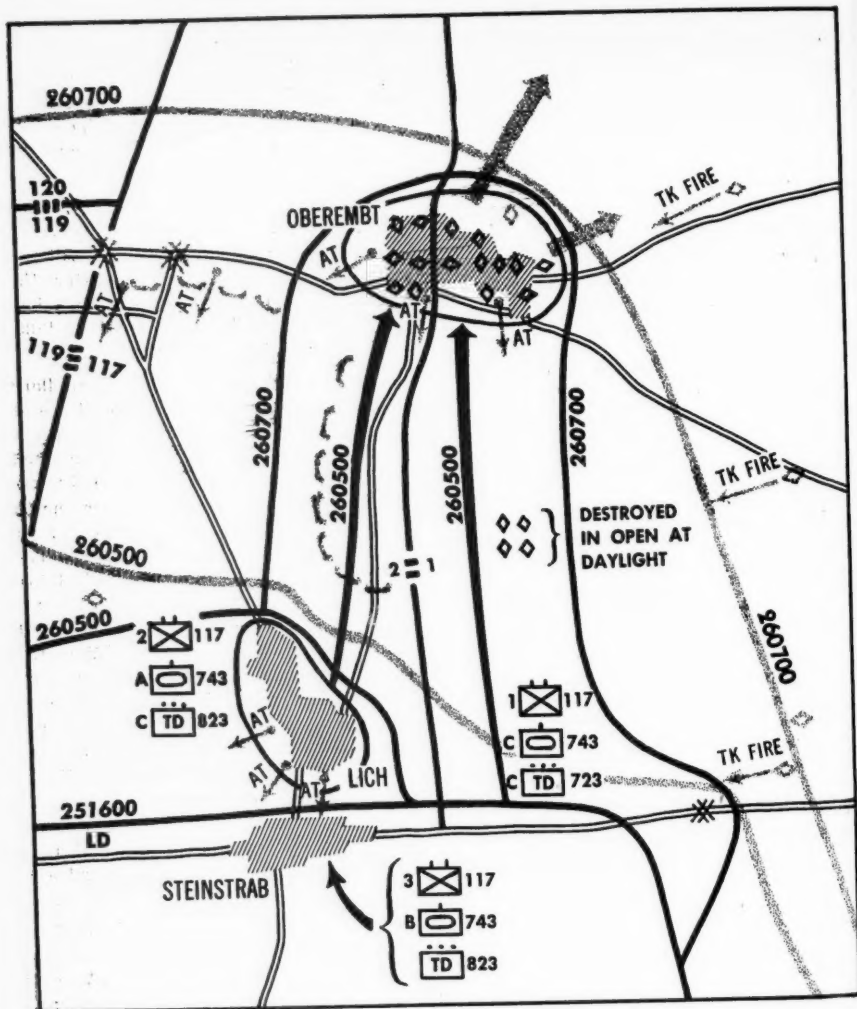 260700
120
119
OBEREMBT
TK FIRE
AT
AT
AT
AT
AT
119 117
260700
260500
260500
260700
TK FIRE
DESTROYED
IN OPEN AT
DAYLIGHT
2 1
260500
260500
2 117
A 743
C TD 823
1 117
C 743
C TD 723
260700
AT
AT
AT
LICH
TK FIRE
251600
LD
STEINSTRAB
3 117
B 743
TD 823